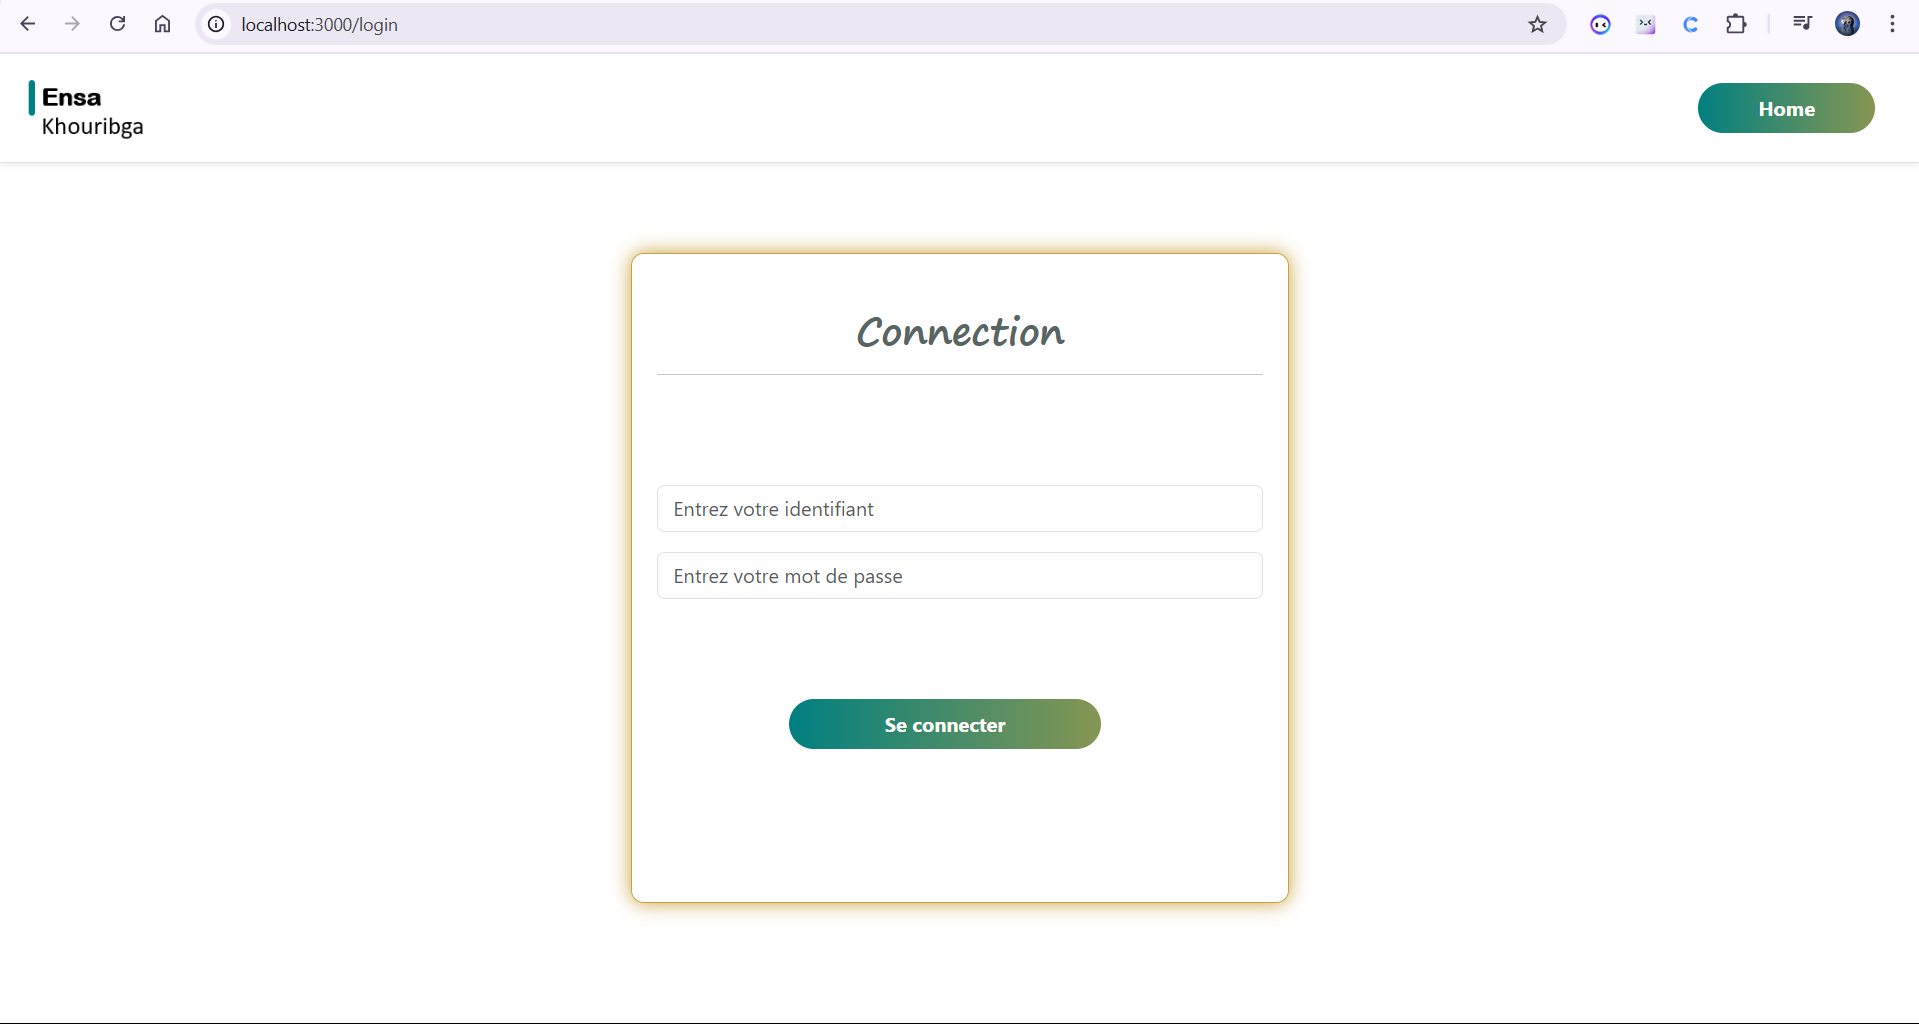 localhost:3000/login
Ensa
Khouribga
Home
Connection
Entrez votre identifiant
Entrez votre mot de passe
Se connecter